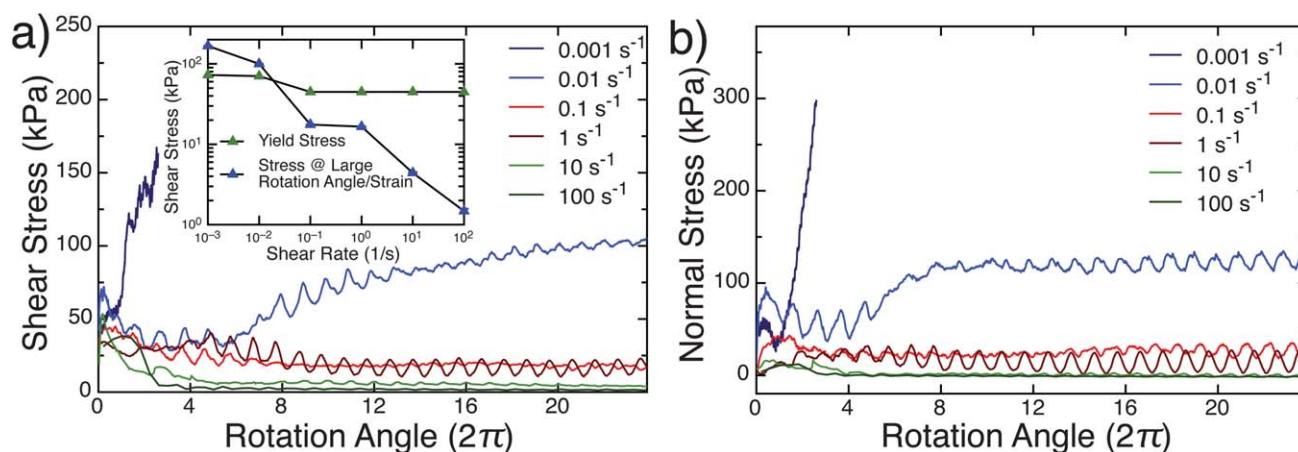 a)
Shear Stress (kPa)
250
200
150
100
50
0
0 4 8 12 16 20
Rotation Angle (2π)
0.001 s⁻¹
0.01 s⁻¹
0.1 s⁻¹
1 s⁻¹
10 s⁻¹
100 s⁻¹
Shear Stress (kPa)
10²
10¹
10⁰
Yield Stress
Stress @ Large
Rotation Angle/Strain
10⁻³ 10⁻² 10⁻¹ 10⁰ 10¹ 10²
Shear Rate (1/s)
b)
Normal Stress (kPa)
300
200
100
0
0 4 8 12 16 20
Rotation Angle (2π)
0.001 s⁻¹
0.01 s⁻¹
0.1 s⁻¹
1 s⁻¹
10 s⁻¹
100 s⁻¹